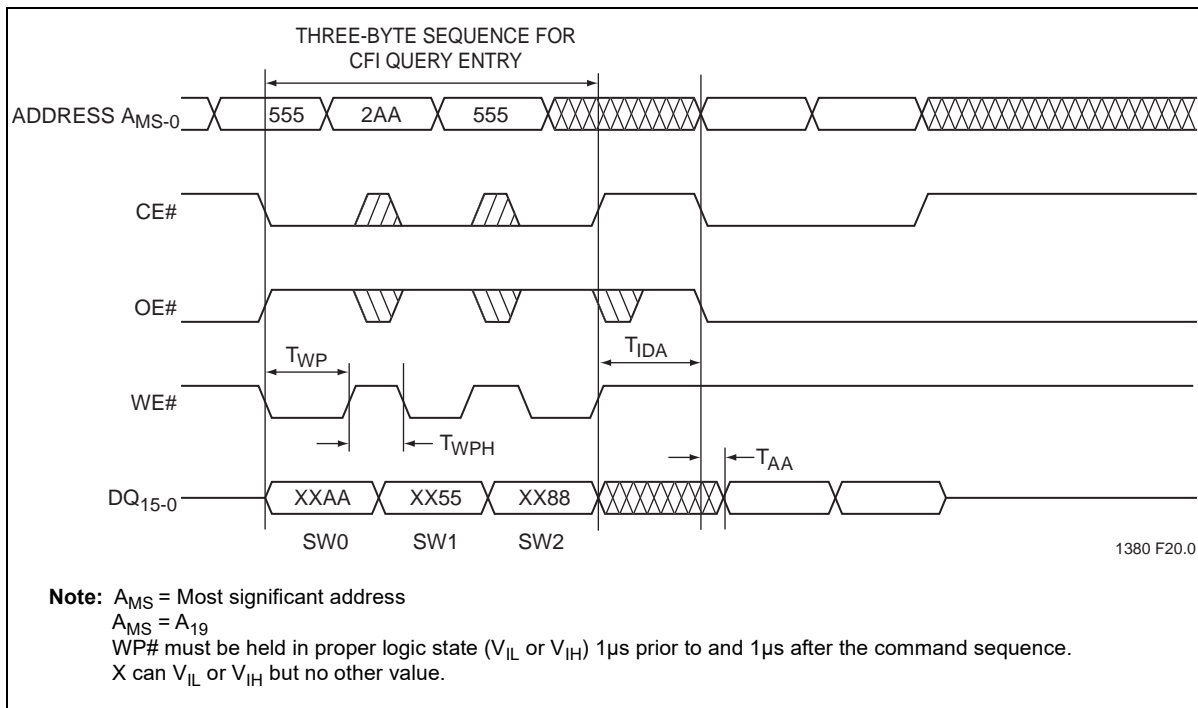 THREE-BYTE SEQUENCE FOR
CFI QUERY ENTRY
ADDRESS AMS-0
555 2AA 555
CE#
OE#
TWP
TIDA
WE#
TWPH
TAA
DQ15-0
XXAA XX55 XX88
SW0 SW1 SW2
1380 F20.0
Note: AMS = Most significant address
AMS = A19
WP# must be held in proper logic state (VIL or VIH) 1µs prior to and 1µs after the command sequence.
X can VIL or VIH but no other value.